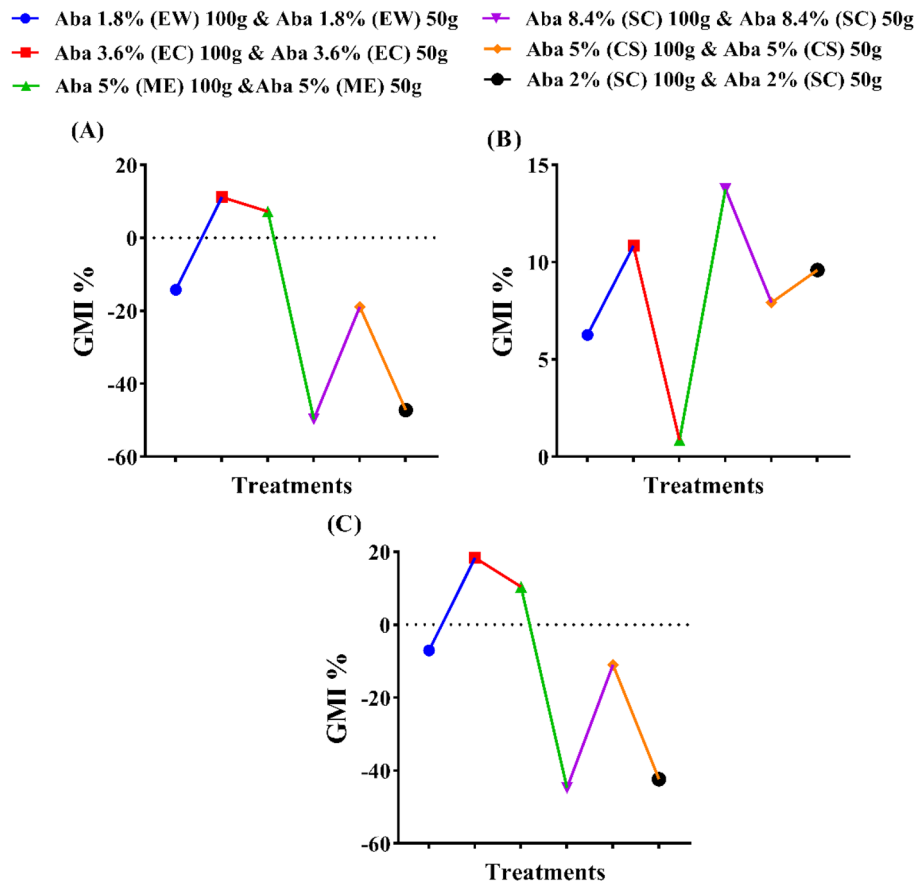 Aba 1.8% (EW) 100g & Aba 1.8% (EW) 50g
Aba 3.6% (EC) 100g & Aba 3.6% (EC) 50g
Aba 5% (ME) 100g &Aba 5% (ME) 50g
Aba 8.4% (SC) 100g & Aba 8.4% (SC) 50g
Aba 5% (CS) 100g & Aba 5% (CS) 50g
Aba 2% (SC) 100g & Aba 2% (SC) 50g
(A)
20
0
-20
-40
-60
GMI %
Treatments
(B)
15
10
5
0
GMI %
Treatments
(C)
20
0
-20
-40
-60
GMI %
Treatments